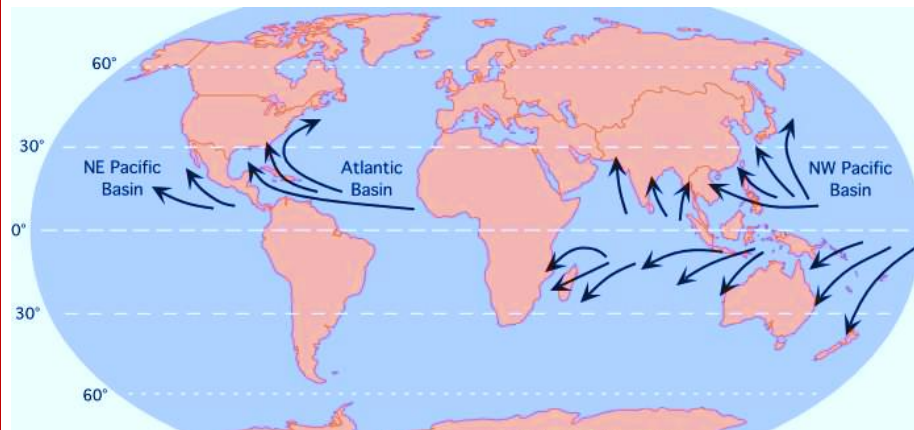 60°
30°
NE Pacific
Basin
Atlantic
Basin
NW Pacific
Basin
0°
30°
60°